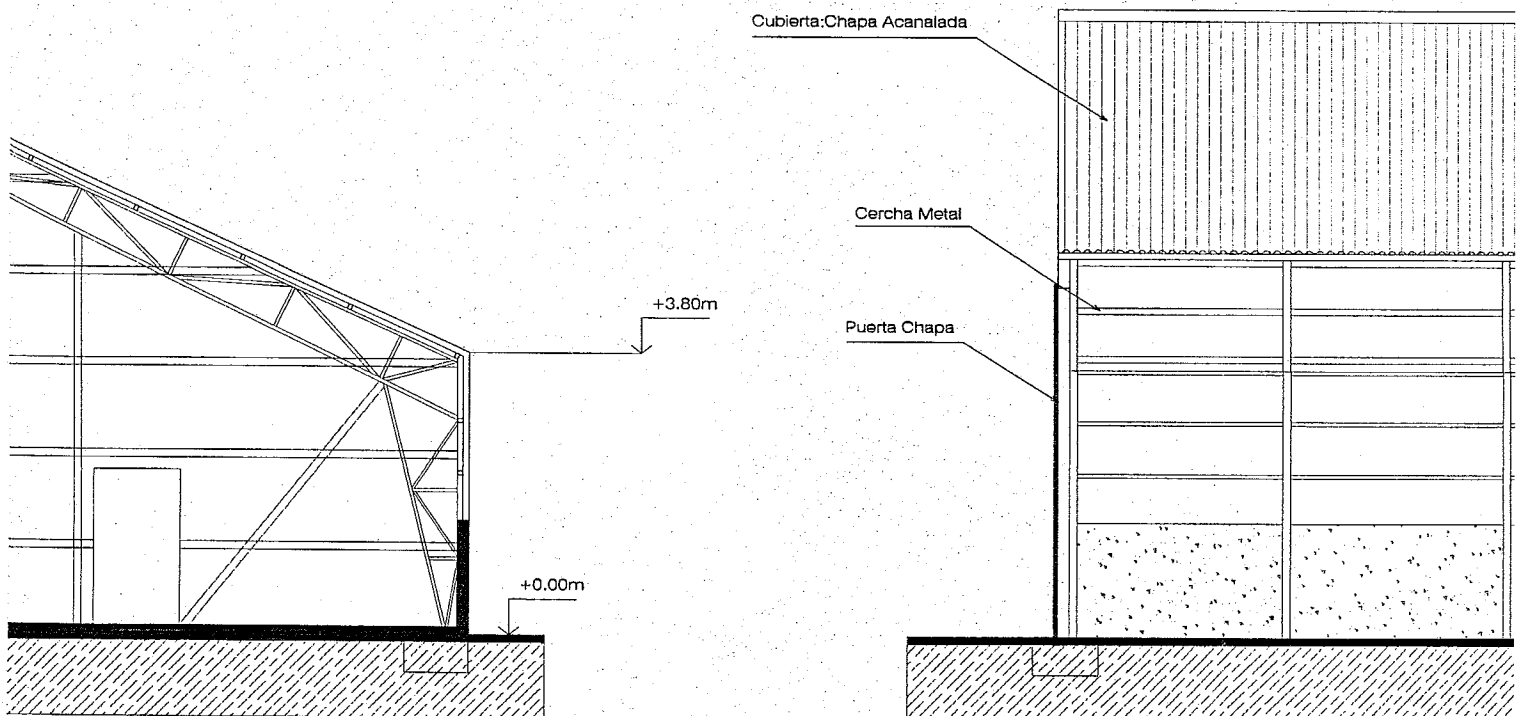 Cubierta:Chapa Acanalada
Cercha Metal
+3.80m
Puerta Chapa
+0.00m